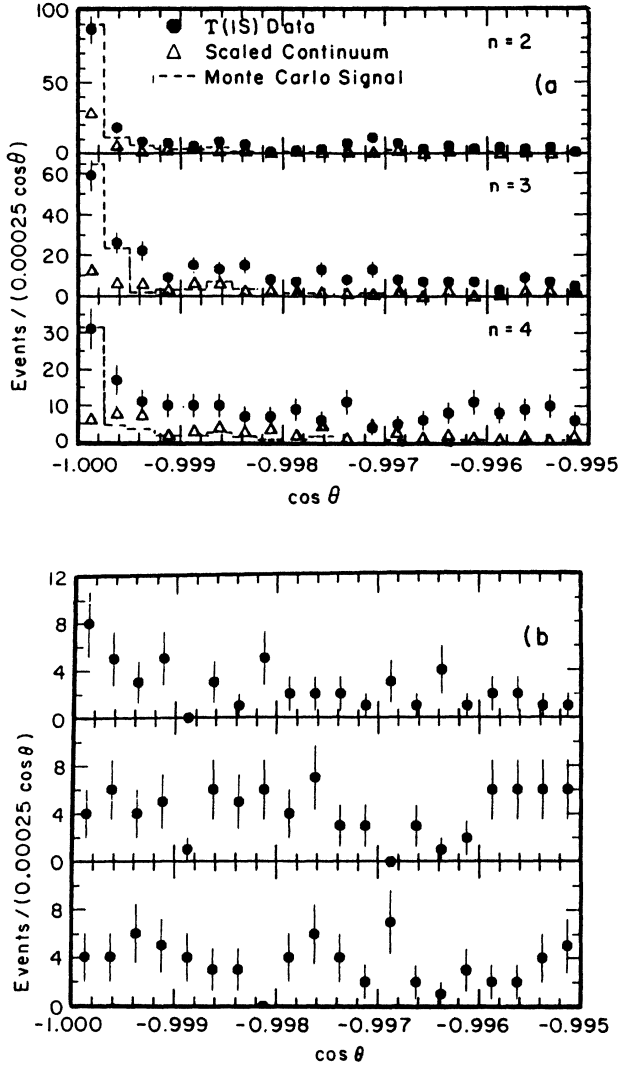 100
ϒ(1S) Data
Scaled Continuum
n=2
Monte Carlo Signal
(a
50
0
60
n=3
40
20
0
30
n=4
20
10
0
Events/(0.00025 cosθ)
-1.000 -0.999 -0.998 -0.997 -0.996 -0.995
cos θ
12
8
(b
4
0
8
4
0
8
4
0
Events/(0.00025 cosθ)
-1.000 -0.999 -0.998 -0.997 -0.996 -0.995
cos θ